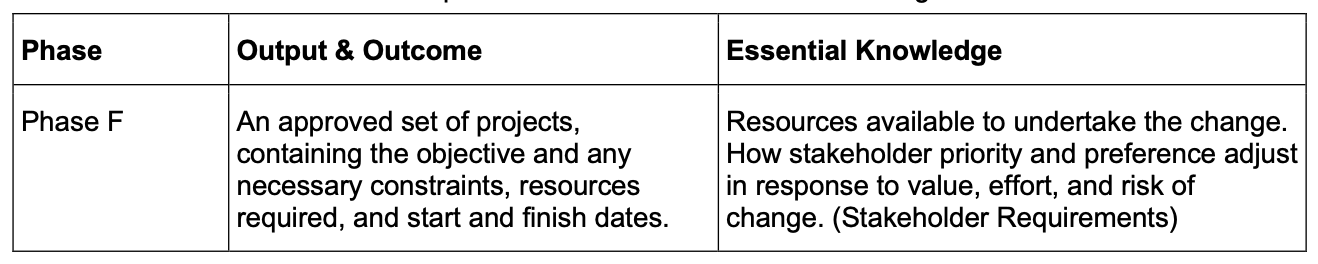 Phase Output & Outcome Essential Knowledge
Phase F
An approved set of projects,
containing the objective and any
necessary constraints, resources
required, and start and finish dates.
Resources available to undertake the change.
How stakeholder priority and preference adjust
in response to value, effort, and risk of
change. (Stakeholder Requirements)